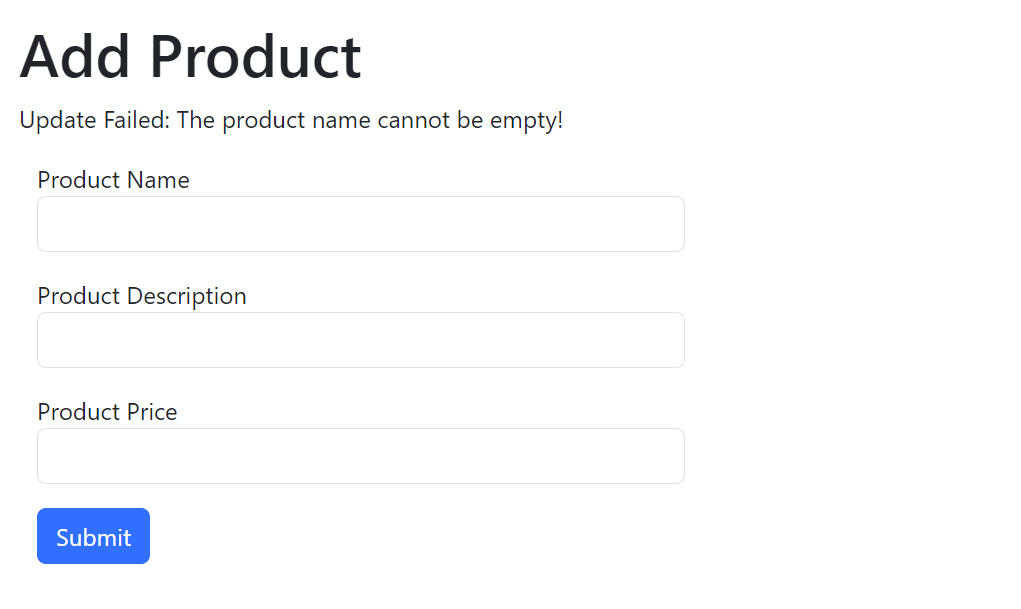 Add Product
Update Failed: The product name cannot be empty!
Product Name
Product Description
Product Price
Submit